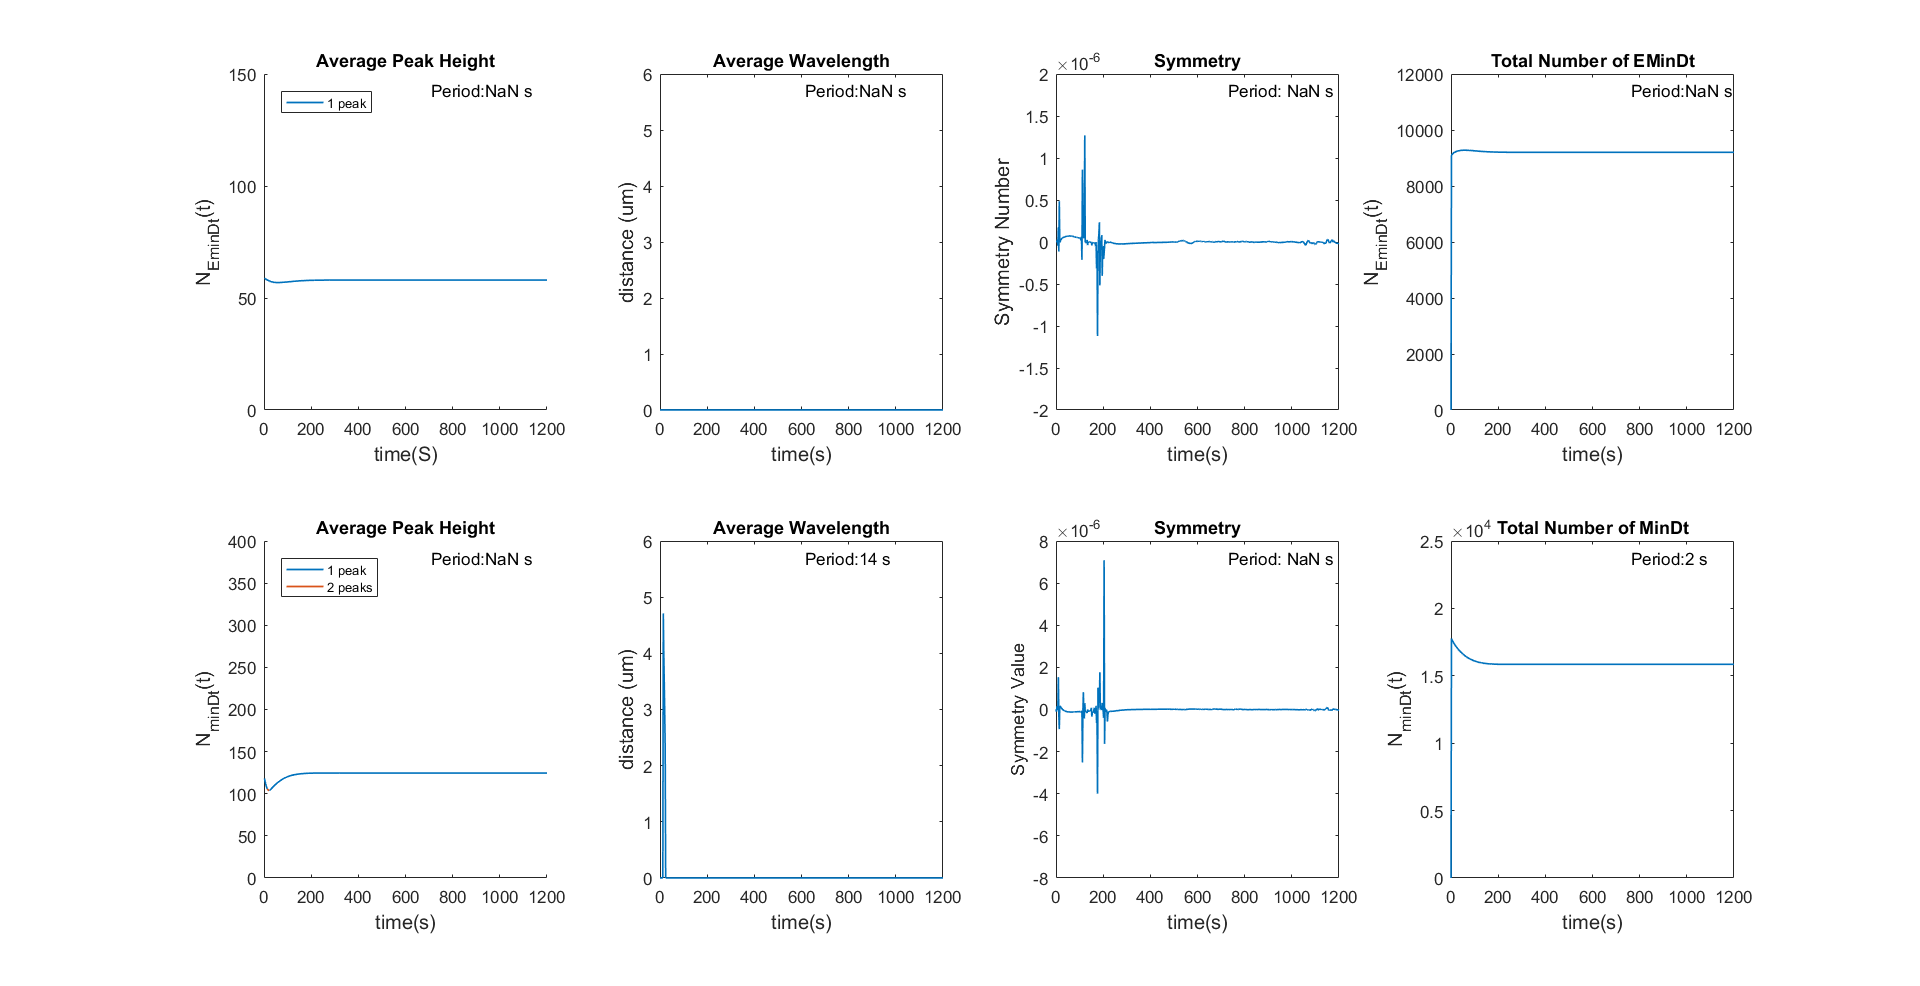 Average Peak Height
Period:NaN s
1 peak
150
100
50
0
0 200 400 600 800 1000 1200
time(S)
N_EminDt(t)
Average Wavelength
Period:NaN s
6
5
4
3
2
1
0
0 200 400 600 800 1000 1200
time(s)
distance (um)
Symmetry
×10^-6
Period: NaN s
2
1.5
1
0.5
0
-0.5
-1
-1.5
-2
0 200 400 600 800 1000 1200
time(s)
Symmetry Number
Total Number of EMinDt
Period:NaN s
12000
10000
8000
6000
4000
2000
0
0 200 400 600 800 1000 1200
time(s)
N_EminDt(t)
Average Peak Height
Period:NaN s
1 peak
2 peaks
400
350
300
250
200
150
100
50
0
0 200 400 600 800 1000 1200
time(s)
N_minDt(t)
Average Wavelength
Period:14 s
6
5
4
3
2
1
0
0 200 400 600 800 1000 1200
time(s)
distance (um)
Symmetry
×10^-6
Period: NaN s
8
6
4
2
0
-2
-4
-6
-8
0 200 400 600 800 1000 1200
time(s)
Symmetry Value
×10^4 Total Number of MinDt
Period:2 s
2.5
2
1.5
1
0.5
0
0 200 400 600 800 1000 1200
time(s)
N_minDt(t)